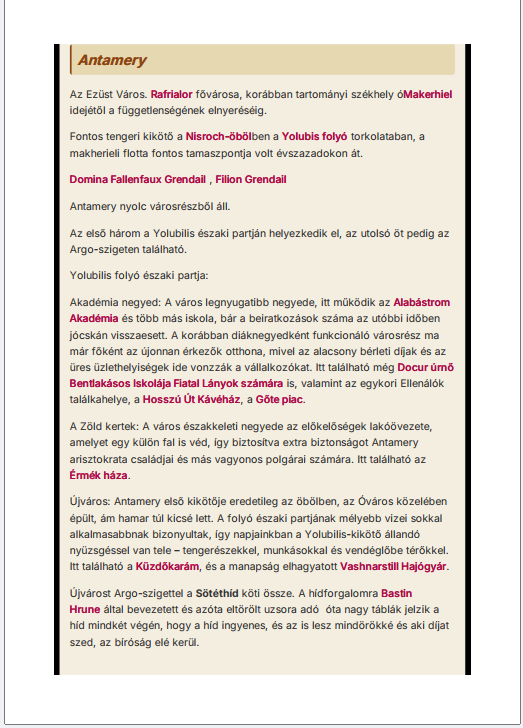 Antamery
Az Ezüst Város. Rafrialor fővárosa, korábban tartományi székhely óMakerhiel
idejétől a függetlenségének elnyeréséig.
Fontos tengeri kikötő a Nisroch-öbölben a Yolubis folyó torkolataban, a
makherieli flotta fontos tamaszpontja volt évszazadokon át.
Domina Fallenfaux Grendail , Filion Grendail
Antamery nyolc városrészből áll.
Az első három a Yolubilis északi partján helyezkedik el, az utolsó öt pedig az
Argo-szigeten található.
Yolubilis folyó északi partja:
Akadémia negyed: A város legnyugatibb negyede, itt működik az Alabástrom
Akadémia és több más iskola, bár a beiratkozások száma az utóbbi időben
jócskán visszaesett. A korábban diáknegyedként funkcionáló városrész ma
már főként az újonnan érkezők otthona, mivel az alacsony bérleti díjak és az
üres üzlethelyiségek ide vonzzák a vállalkozókat. Itt található még Docur úrnő
Bentlakásos Iskolája Fiatal Lányok számára is, valamint az egykori Ellenálók
találkahelye, a Hosszú Út Kávéház, a Gőte piac.
A Zöld kertek: A város északkeleti negyede az előkelőségek lakóövezete,
amelyet egy külön fal is véd, így biztosítva extra biztonságot Antamery
arisztokrata családjai és más vagyonos polgárai számára. Itt található az
Érmék háza.
Újváros: Antamery első kikötője eredetileg az öbölben, az Óváros közelében
épült, ám hamar túl kicsé lett. A folyó északi partjának mélyebb vizei sokkal
alkalmasabbnak bizonyultak, így napjainkban a Yolubilis-kikötő állandó
nyüzsgéssel van tele – tengerészekkel, munkásokkal és vendéglőbe térőkkel.
Itt található a Küzdőkarám, és a manapság elhagyatott Vashnarstill Hajógyár.
Újvárost Argo-szigettel a Sötéthíd köti össze. A hídforgalomra Bastin
Hrune által bevezetett és azóta eltörölt uzsora adó óta nagy táblák jelzik a
híd mindkét végén, hogy a híd ingyenes, és az is lesz mindörökké és aki díjat
szed, az bíróság elé kerül.